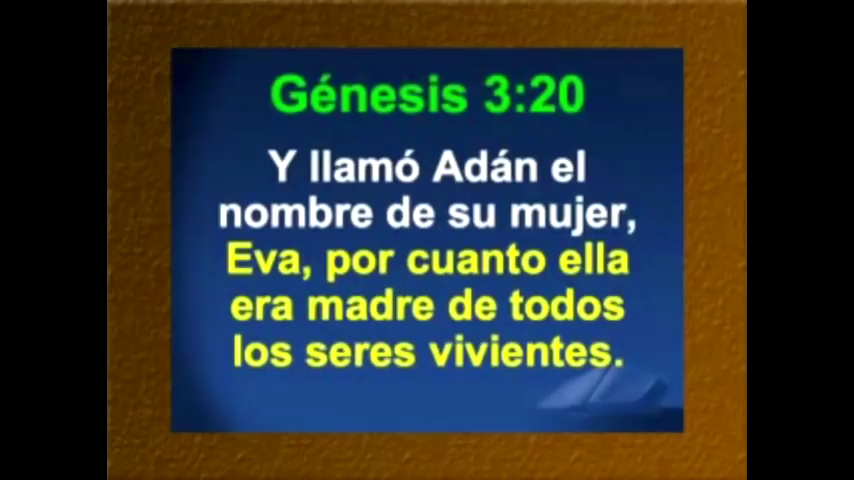 Génesis 3:20
Y llamó Adán el
nombre de su mujer,
Eva, por cuanto ella
era madre de todos
los seres vivientes.